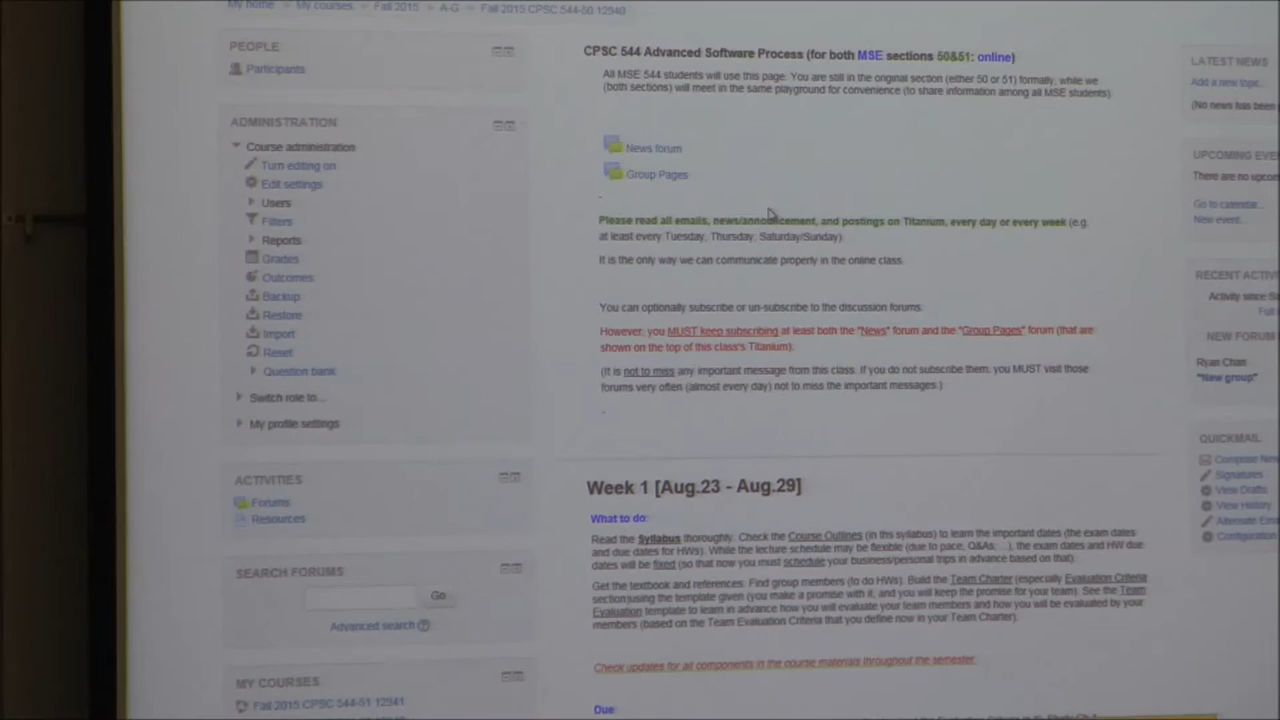 My home My courses Fall 2015 A-G Fall 2015 CPSC 544-50 12940
PEOPLE
Participants
ADMINISTRATION
Course administration
Turn editing on
Edit settings
Users
Filters
Reports
Grades
Outcomes
Backup
Restore
Import
Reset
Question bank
Switch role to...
My profile settings
ACTIVITIES
Forums
Resources
SEARCH FORUMS
Go
Advanced search
MY COURSES
Fall 2015 CPSC 544-51 12941
CPSC 544 Advanced Software Process (for both MSE sections 50&51: online)
All MSE 544 students will use this page. You are still in the original section (either 50 or 51) formally, while we
(both sections) will meet in the same playground for convenience (to share information among all MSE students).
News forum
Group Pages
Please read all emails, news/announcement, and postings on Titanium, every day or every week (e.g.
at least every Tuesday, Thursday, Saturday/Sunday).
It is the only way we can communicate properly in the online class.
You can optionally subscribe or un-subscribe to the discussion forums.
However, you MUST keep subscribing at least both the "News" forum and the "Group Pages" forum (that are
shown on the top of this class's Titanium).
(It is not to miss any important message from this class. If you do not subscribe them, you MUST visit those
forums very often (almost every day) not to miss the important messages.)
Week 1 [Aug.23 - Aug.29]
What to do:
Read the Syllabus thoroughly. Check the Course Outlines (in this syllabus) to learn the important dates (the exam dates
and due dates for HWs). While the lecture schedule may be flexible (due to pace, Q&As, ...), the exam dates and HW due
dates will be fixed (so that now you must schedule your business/personal trips in advance based on that).
Get the textbook and references. Find group members (to do HWs). Build the Team Charter (especially Evaluation Criteria
section)using the template given (you make a promise with it, and you will keep the promise for your team). See the Team
Evaluation template to learn in advance how you will evaluate your team members and how you will be evaluated by your
members (based on the Team Evaluation Criteria that you define now in your Team Charter).
Check updates for all components in the course materials throughout the semester.
Due:
LATEST NEWS
Add a new topic...
(No news has been
UPCOMING EVE
There are no upcom
Go to calendar...
New event...
RECENT ACTIV
Activity since S
Full
NEW FORUM
Ryan Chan
"New group"
QUICKMAIL
Compose New
Signatures
View Drafts
View History
Alternate Em
Configuration